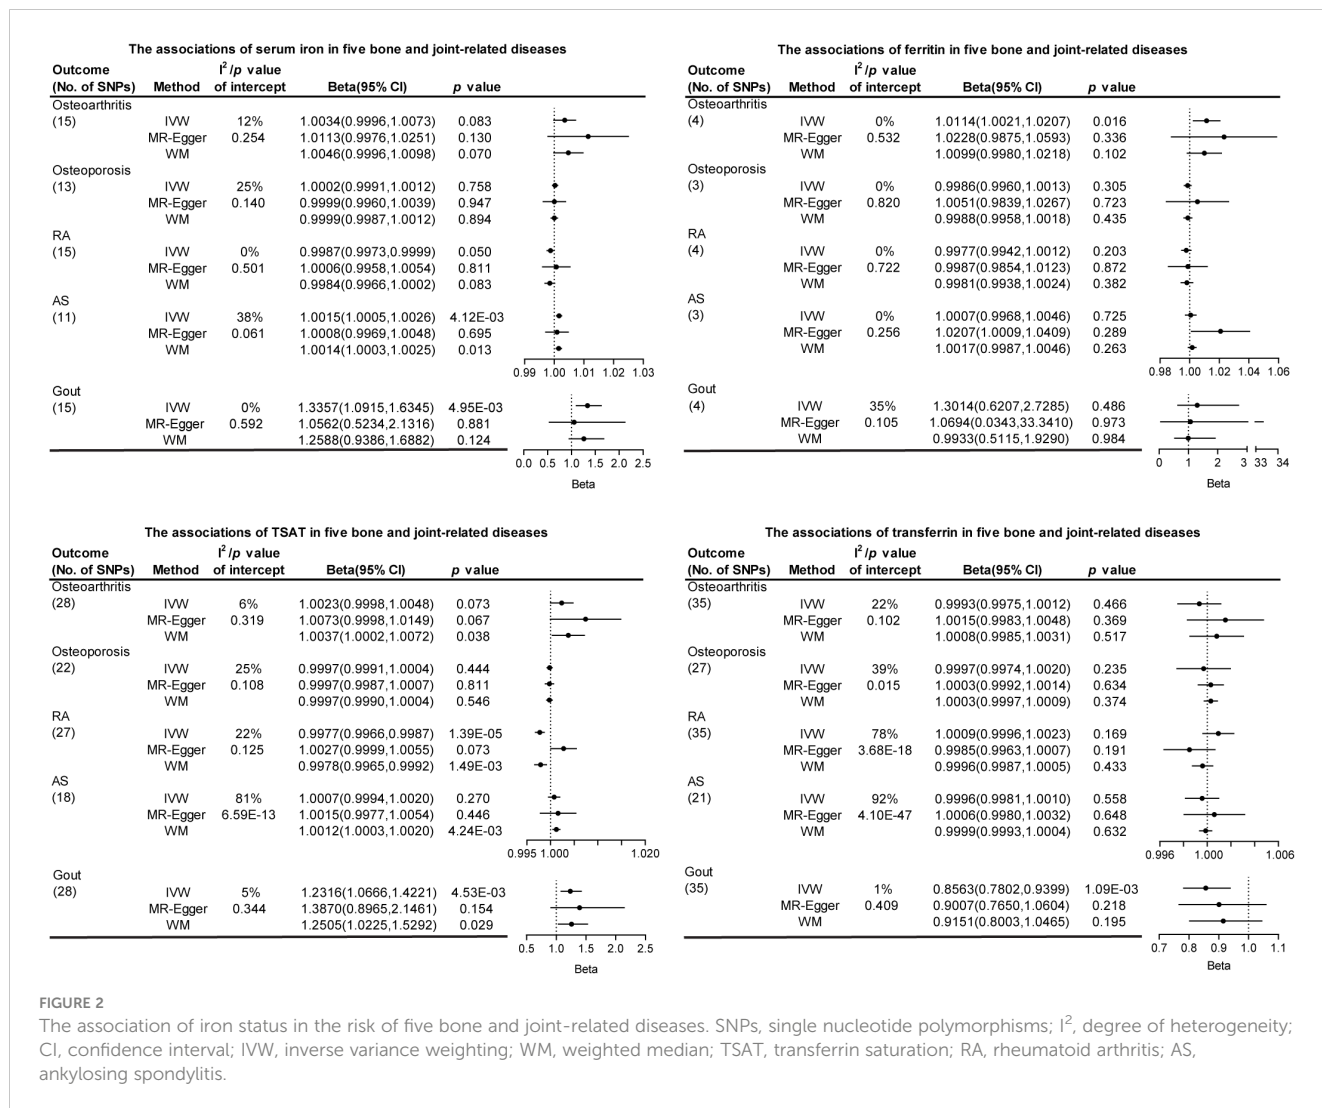 The associations of serum iron in five bone and joint-related diseases
Outcome (No. of SNPs) Method I²/p value of intercept Beta(95% CI) p value
Osteoarthritis
(15) IVW 12% 1.0034(0.9996,1.0073) 0.083
MR-Egger 0.254 1.0113(0.9976,1.0251) 0.130
WM 1.0046(0.9996,1.0098) 0.070
Osteoporosis
(13) IVW 25% 1.0002(0.9991,1.0012) 0.758
MR-Egger 0.140 0.9999(0.9960,1.0039) 0.947
WM 0.9999(0.9987,1.0012) 0.894
RA
(15) IVW 0% 0.9987(0.9973,0.9999) 0.050
MR-Egger 0.501 1.0006(0.9958,1.0054) 0.811
WM 0.9984(0.9966,1.0002) 0.083
AS
(11) IVW 38% 1.0015(1.0005,1.0026) 4.12E-03
MR-Egger 0.061 1.0008(0.9969,1.0048) 0.695
WM 1.0014(1.0003,1.0025) 0.013
0.99 1.00 1.01 1.02 1.03
Gout
(15) IVW 0% 1.3357(1.0915,1.6345) 4.95E-03
MR-Egger 0.592 1.0562(0.5234,2.1316) 0.881
WM 1.2588(0.9386,1.6882) 0.124
0.0 0.5 1.0 1.5 2.0 2.5
Beta
The associations of ferritin in five bone and joint-related diseases
Outcome (No. of SNPs) Method I²/p value of intercept Beta(95% CI) p value
Osteoarthritis
(4) IVW 0% 1.0114(1.0021,1.0207) 0.016
MR-Egger 0.532 1.0228(0.9875,1.0593) 0.336
WM 1.0099(0.9980,1.0218) 0.102
Osteoporosis
(3) IVW 0% 0.9986(0.9960,1.0013) 0.305
MR-Egger 0.820 1.0051(0.9839,1.0267) 0.723
WM 0.9988(0.9958,1.0018) 0.435
RA
(4) IVW 0% 0.9977(0.9942,1.0012) 0.203
MR-Egger 0.722 0.9987(0.9854,1.0123) 0.872
WM 0.9981(0.9938,1.0024) 0.382
AS
(3) IVW 0% 1.0007(0.9968,1.0046) 0.725
MR-Egger 0.256 1.0207(1.0009,1.0409) 0.289
WM 1.0017(0.9987,1.0046) 0.263
0.98 1.00 1.02 1.04 1.06
Gout
(4) IVW 35% 1.3014(0.6207,2.7285) 0.486
MR-Egger 0.105 1.0694(0.0343,33.3410) 0.973
WM 0.9933(0.5115,1.9290) 0.984
0 1 2 3 33 34
Beta
The associations of TSAT in five bone and joint-related diseases
Outcome (No. of SNPs) Method I²/p value of intercept Beta(95% CI) p value
Osteoarthritis
(28) IVW 6% 1.0023(0.9998,1.0048) 0.073
MR-Egger 0.319 1.0073(0.9998,1.0149) 0.067
WM 1.0037(1.0002,1.0072) 0.038
Osteoporosis
(22) IVW 25% 0.9997(0.9991,1.0004) 0.444
MR-Egger 0.108 0.9997(0.9987,1.0007) 0.811
WM 0.9997(0.9990,1.0004) 0.546
RA
(27) IVW 22% 0.9977(0.9966,0.9987) 1.39E-05
MR-Egger 0.125 1.0027(0.9999,1.0055) 0.073
WM 0.9978(0.9965,0.9992) 1.49E-03
AS
(18) IVW 81% 1.0007(0.9994,1.0020) 0.270
MR-Egger 6.59E-13 1.0015(0.9977,1.0054) 0.446
WM 1.0012(1.0003,1.0020) 4.24E-03
0.995 1.000 1.020
Gout
(28) IVW 5% 1.2316(1.0666,1.4221) 4.53E-03
MR-Egger 0.344 1.3870(0.8965,2.1461) 0.154
WM 1.2505(1.0225,1.5292) 0.029
0.5 1.0 1.5 2.0 2.5
Beta
The associations of transferrin in five bone and joint-related diseases
Outcome (No. of SNPs) Method I²/p value of intercept Beta(95% CI) p value
Osteoarthritis
(35) IVW 22% 0.9993(0.9975,1.0012) 0.466
MR-Egger 0.102 1.0015(0.9983,1.0048) 0.369
WM 1.0008(0.9985,1.0031) 0.517
Osteoporosis
(27) IVW 39% 0.9997(0.9974,1.0020) 0.235
MR-Egger 0.015 1.0003(0.9992,1.0014) 0.634
WM 1.0003(0.9997,1.0009) 0.374
RA
(35) IVW 78% 1.0009(0.9996,1.0023) 0.169
MR-Egger 3.68E-18 0.9985(0.9963,1.0007) 0.191
WM 0.9996(0.9987,1.0005) 0.433
AS
(21) IVW 92% 0.9996(0.9981,1.0010) 0.558
MR-Egger 4.10E-47 1.0006(0.9980,1.0032) 0.648
WM 0.9999(0.9993,1.0004) 0.632
0.996 1.000 1.006
Gout
(35) IVW 1% 0.8563(0.7802,0.9399) 1.09E-03
MR-Egger 0.409 0.9007(0.7650,1.0604) 0.218
WM 0.9151(0.8003,1.0465) 0.195
0.7 0.8 0.9 1.0 1.1
Beta
FIGURE 2
The association of iron status in the risk of five bone and joint-related diseases. SNPs, single nucleotide polymorphisms; I², degree of heterogeneity;
CI, confidence interval; IVW, inverse variance weighting; WM, weighted median; TSAT, transferrin saturation; RA, rheumatoid arthritis; AS,
ankylosing spondylitis.